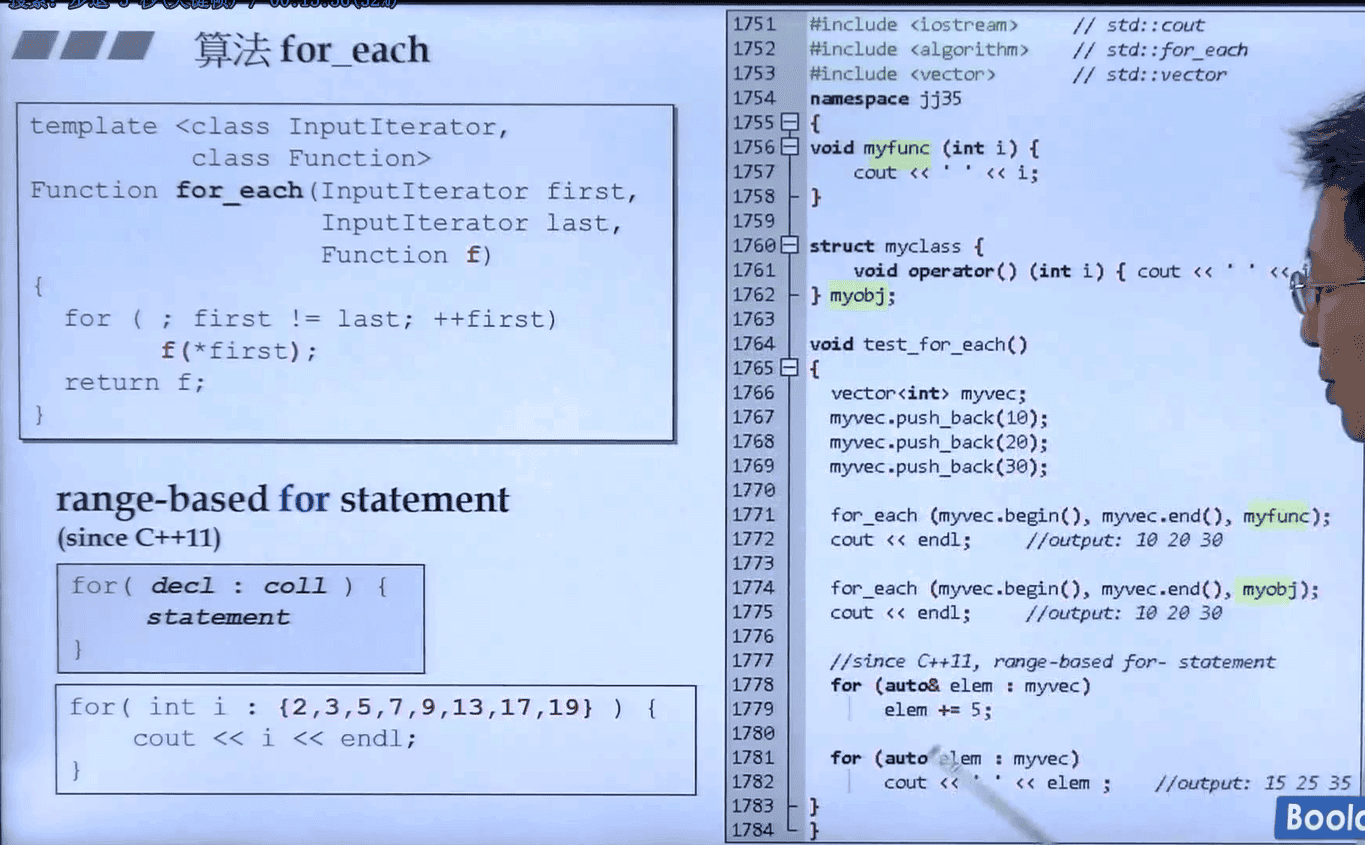 算法 for_each
template <class InputIterator,
class Function>
Function for_each(InputIterator first,
InputIterator last,
Function f)
{
for ( ; first != last; ++first)
f(*first);
return f;
}
range-based for statement
(since C++11)
for( decl : coll ) {
statement
}
for( int i : {2,3,5,7,9,13,17,19} ) {
cout << i << endl;
}
1751 #include <iostream> // std::cout
1752 #include <algorithm> // std::for_each
1753 #include <vector> // std::vector
1754 namespace jj35
1755 {
1756 void myfunc (int i) {
1757 cout << ' ' << i;
1758 }
1759
1760 struct myclass {
1761 void operator() (int i) { cout << ' ' << i
1762 } myobj;
1763
1764 void test_for_each()
1765 {
1766 vector<int> myvec;
1767 myvec.push_back(10);
1768 myvec.push_back(20);
1769 myvec.push_back(30);
1770
1771 for_each (myvec.begin(), myvec.end(), myfunc);
1772 cout << endl; //output: 10 20 30
1773
1774 for_each (myvec.begin(), myvec.end(), myobj);
1775 cout << endl; //output: 10 20 30
1776
1777 //since C++11, range-based for- statement
1778 for (auto& elem : myvec)
1779 elem += 5;
1780
1781 for (auto elem : myvec)
1782 cout << ' ' << elem ; //output: 15 25 35
1783 }
1784 }